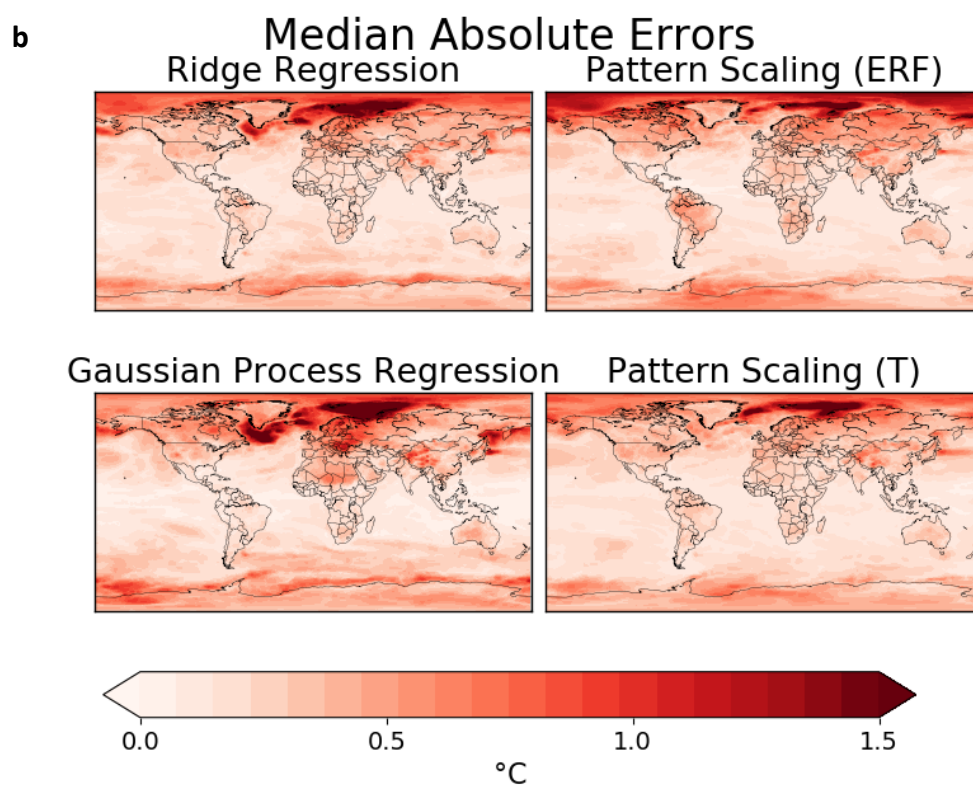 b
Median Absolute Errors
Ridge Regression
Pattern Scaling (ERF)
Gaussian Process Regression
Pattern Scaling (T)
0.0 0.5 1.0 1.5
°C